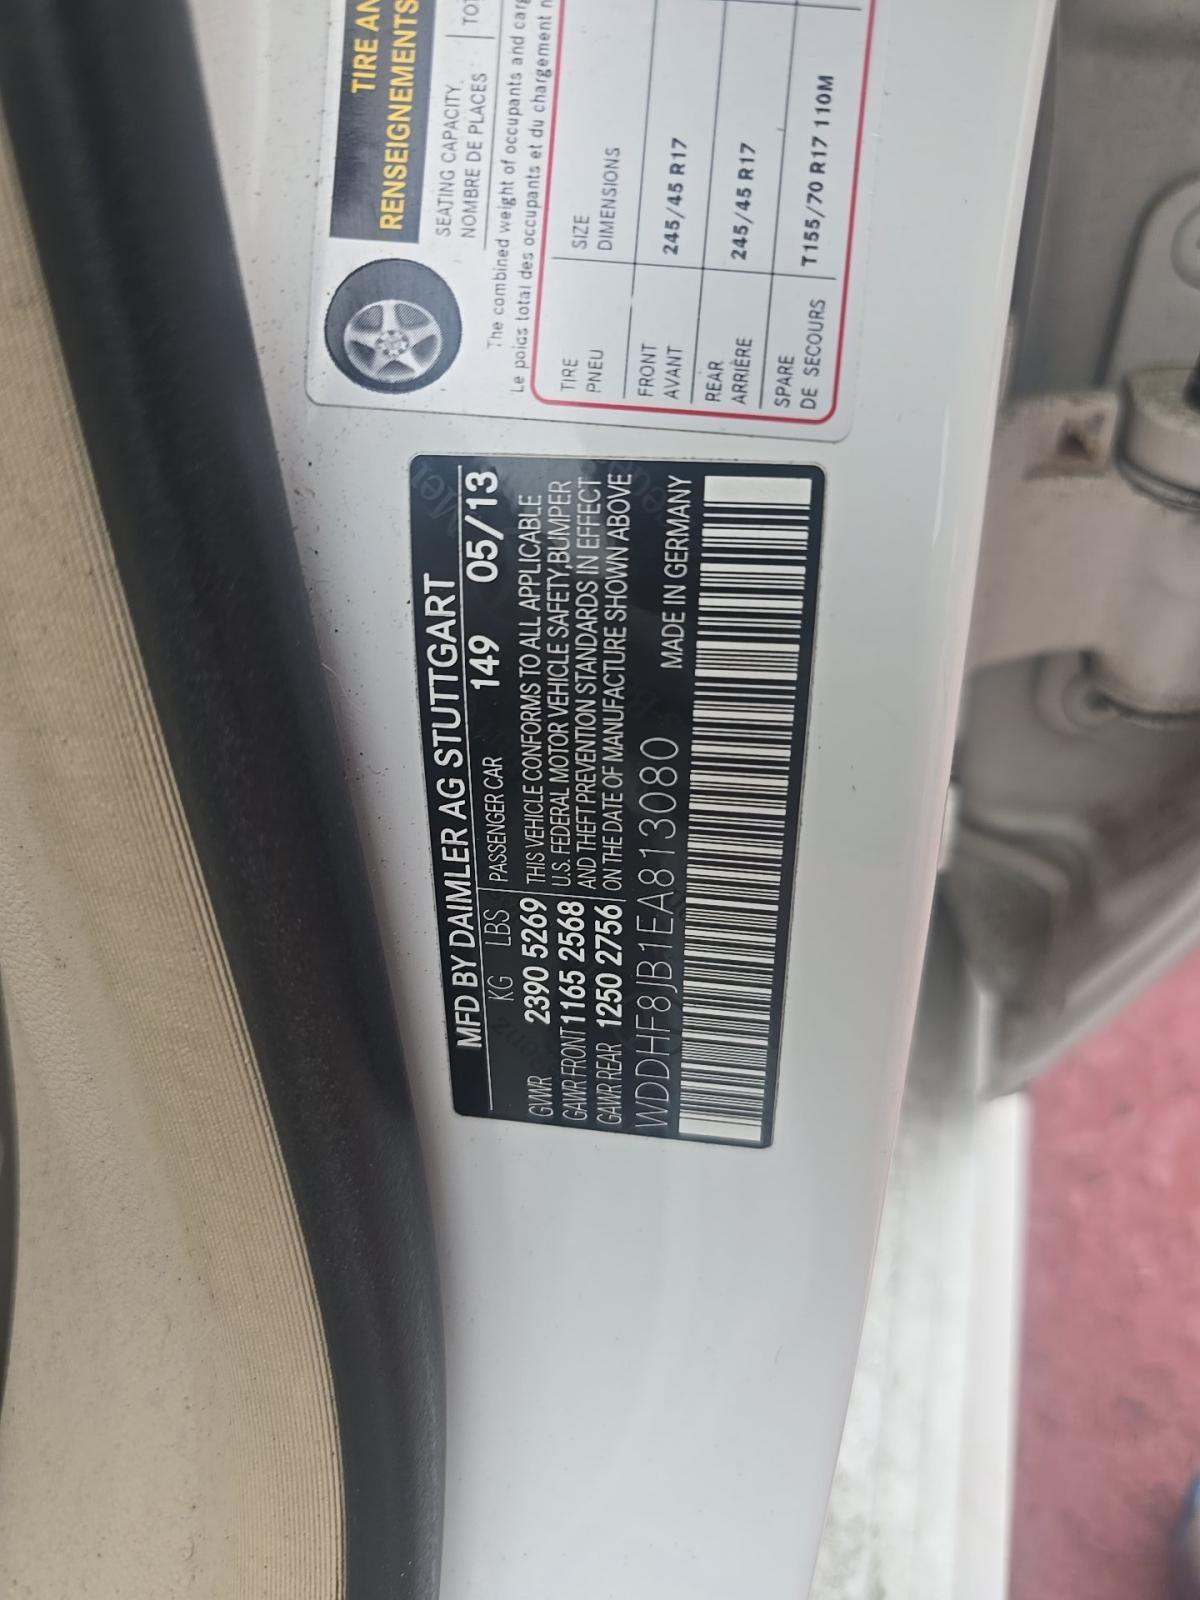 MFD BY DAIMLER AG STUTTGART
KG LBS PASSENGER CAR 149 05/13
GVWR 2390 5269 THIS VEHICLE CONFORMS TO ALL APPLICABLE
GAWR FRONT 1165 2568 U.S. FEDERAL MOTOR VEHICLE SAFETY,BUMPER
GAWR REAR 1250 2756 AND THEFT PREVENTION STANDARDS IN EFFECT
ON THE DATE OF MANUFACTURE SHOWN ABOVE
WDDHF8JB1EA813080 MADE IN GERMANY
TIRE
RENSEIGNEMENTS
SEATING CAPACITY
NOMBRE DE PLACES
The combined weight of occupants and
Le poids total des occupants et du chargement
TIRE SIZE
PNEU DIMENSIONS
FRONT 245/45 R17
AVANT
REAR 245/45 R17
ARRIÈRE
SPARE T155/70 R17 110M
DE SECOURS